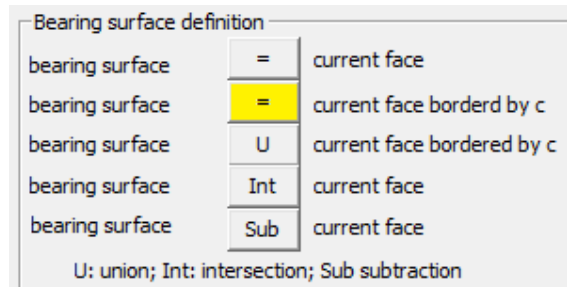 Bearing surface definition
bearing surface = current face
bearing surface = current face borderd by c
bearing surface U current face bordered by c
bearing surface Int current face
bearing surface Sub current face
U: union; Int: intersection; Sub subtraction